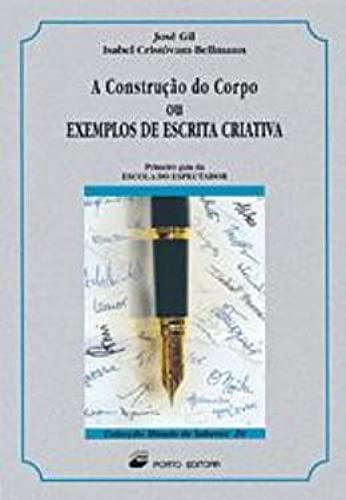 José Gil
Isabel Cristóvam-Bellmann
A Construção do Corpo
ou
EXEMPLOS DE ESCRITA CRIATIVA
Primeiro guia da
ESCOLA DO ESPECTADOR
Colecção Mundo de Saberes
PORTO EDITORA